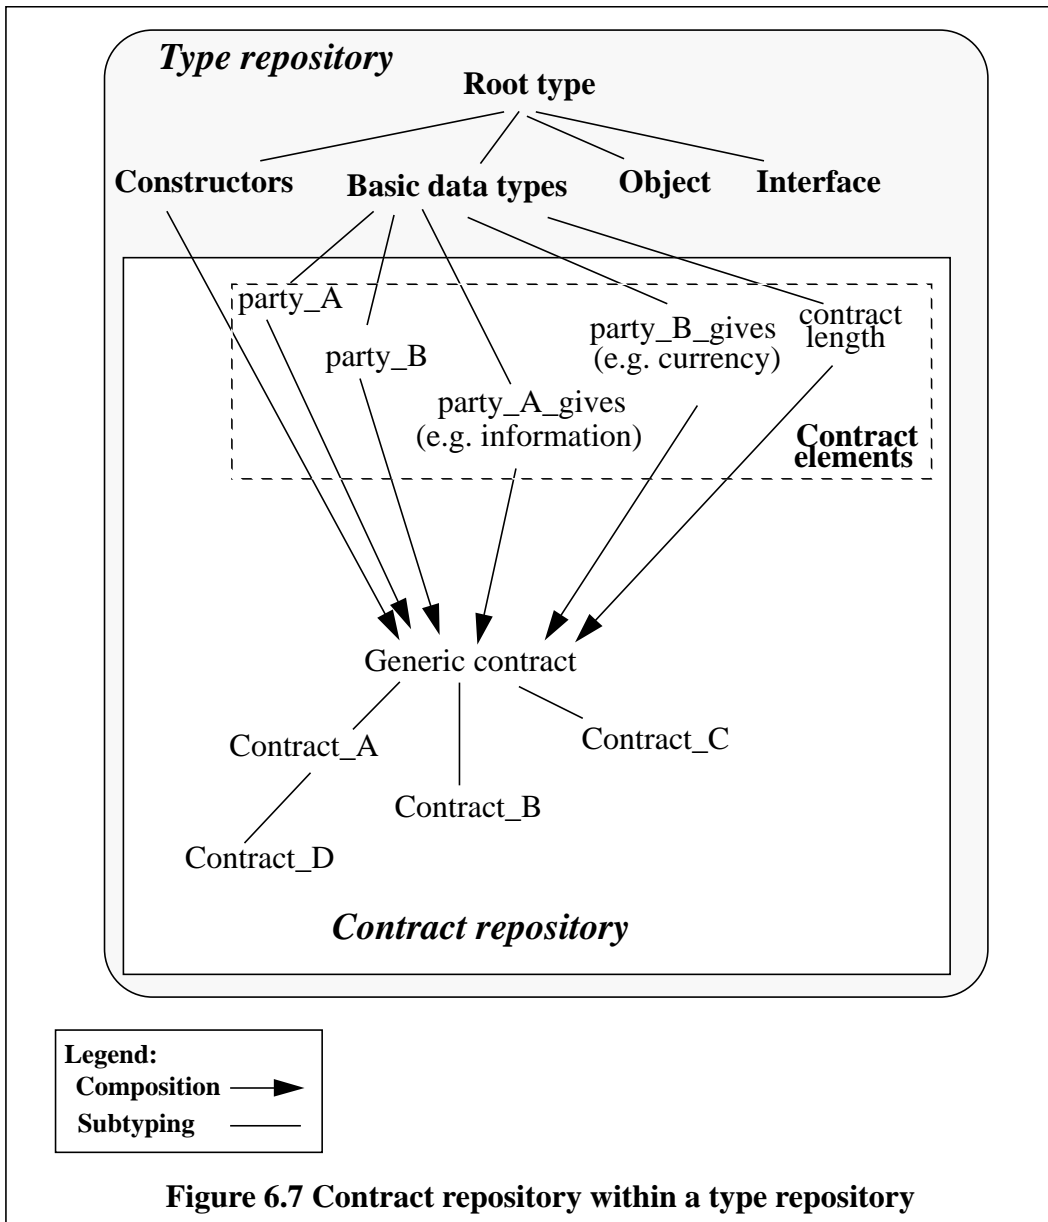 Type repository
Root type
Constructors
Basic data types
Object
Interface
party_A
party_B
party_A_gives
(e.g. information)
party_B_gives
(e.g. currency)
contract
length
Contract
elements
Generic contract
Contract_A
Contract_B
Contract_C
Contract_D
Contract repository
Legend:
Composition
Subtyping
Figure 6.7 Contract repository within a type repository